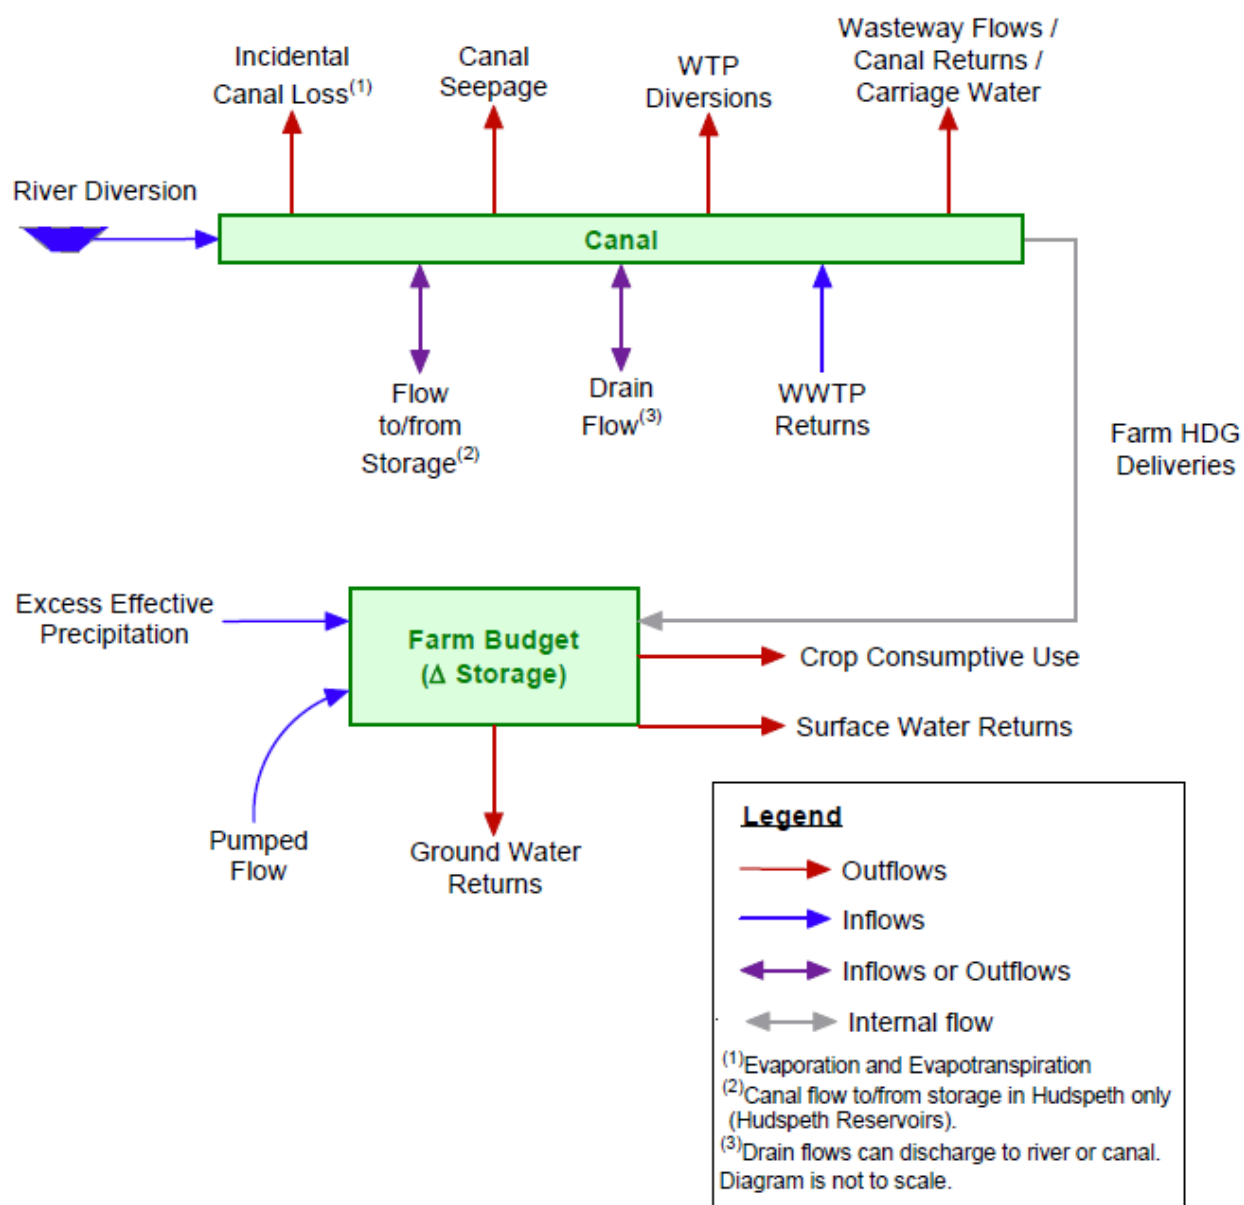 Incidental
Canal Loss(1)
Canal
Seepage
WTP
Diversions
Wasteway Flows /
Canal Returns /
Carriage Water
River Diversion
Canal
Flow
to/from
Storage(2)
Drain
Flow(3)
WWTP
Returns
Farm HDG
Deliveries
Excess Effective
Precipitation
Farm Budget
(Δ Storage)
Crop Consumptive Use
Surface Water Returns
Pumped
Flow
Ground Water
Returns
Legend
Outflows
Inflows
Inflows or Outflows
Internal flow
(1)Evaporation and Evapotranspiration
(2)Canal flow to/from storage in Hudspeth only
(Hudspeth Reservoirs).
(3)Drain flows can discharge to river or canal.
Diagram is not to scale.